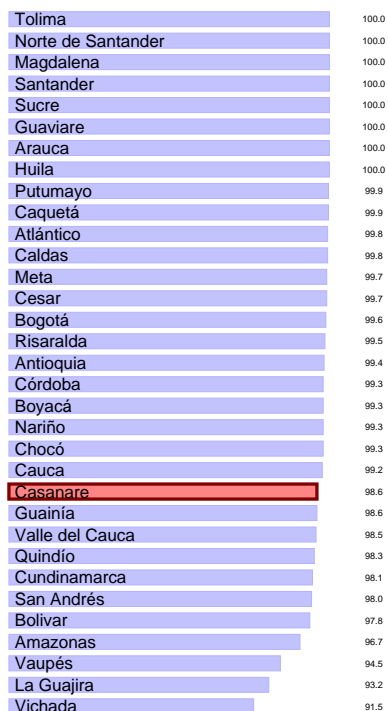 Tolima 100.0
Norte de Santander 100.0
Magdalena 100.0
Santander 100.0
Sucre 100.0
Guaviare 100.0
Arauca 100.0
Huila 100.0
Putumayo 99.9
Caquetá 99.9
Atlántico 99.8
Caldas 99.8
Meta 99.7
Cesar 99.7
Bogotá 99.6
Risaralda 99.5
Antioquia 99.4
Córdoba 99.3
Boyacá 99.3
Nariño 99.3
Chocó 99.3
Cauca 99.2
Casanare 98.6
Guainía 98.6
Valle del Cauca 98.5
Quindío 98.3
Cundinamarca 98.1
San Andrés 98.0
Bolivar 97.8
Amazonas 96.7
Vaupés 94.5
La Guajira 93.2
Vichada 91.5